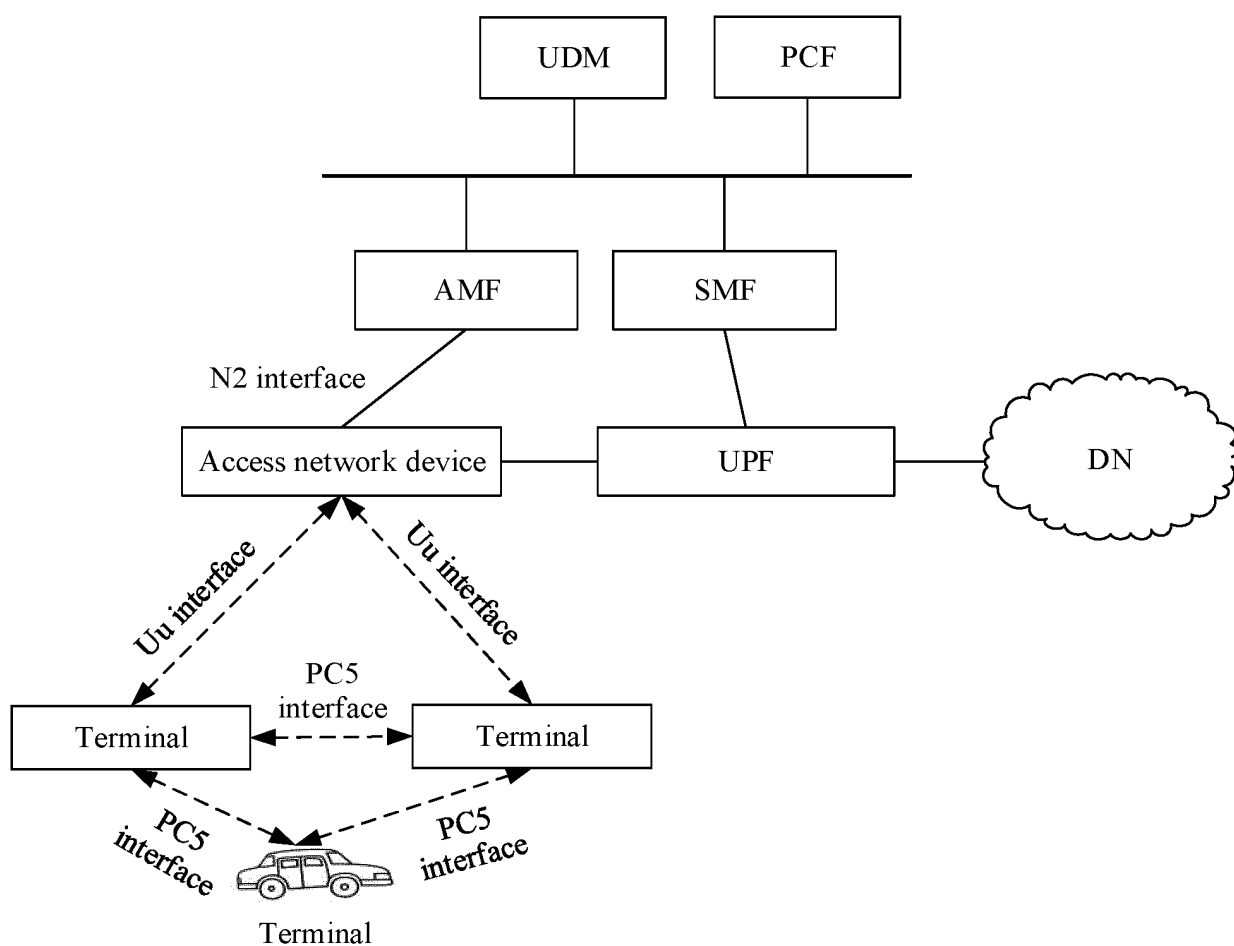 UDM
PCF
AMF
SMF
N2 interface
Access network device
UPF
DN
Uu interface
Uu interface
PC5
interface
Terminal
Terminal
PC5
interface
PC5
interface
Terminal